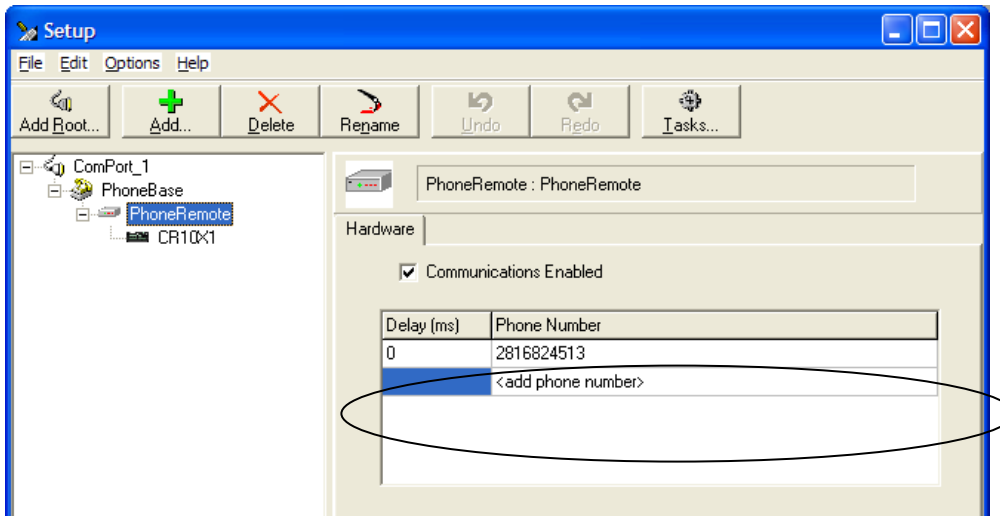 Setup
File Edit Options Help
Add Root... Add... Delete Rename Undo Redo Tasks...
ComPort_1
PhoneBase
PhoneRemote
CR10X1
PhoneRemote : PhoneRemote
Hardware
Communications Enabled
Delay (ms) Phone Number
0 2816824513
<add phone number>